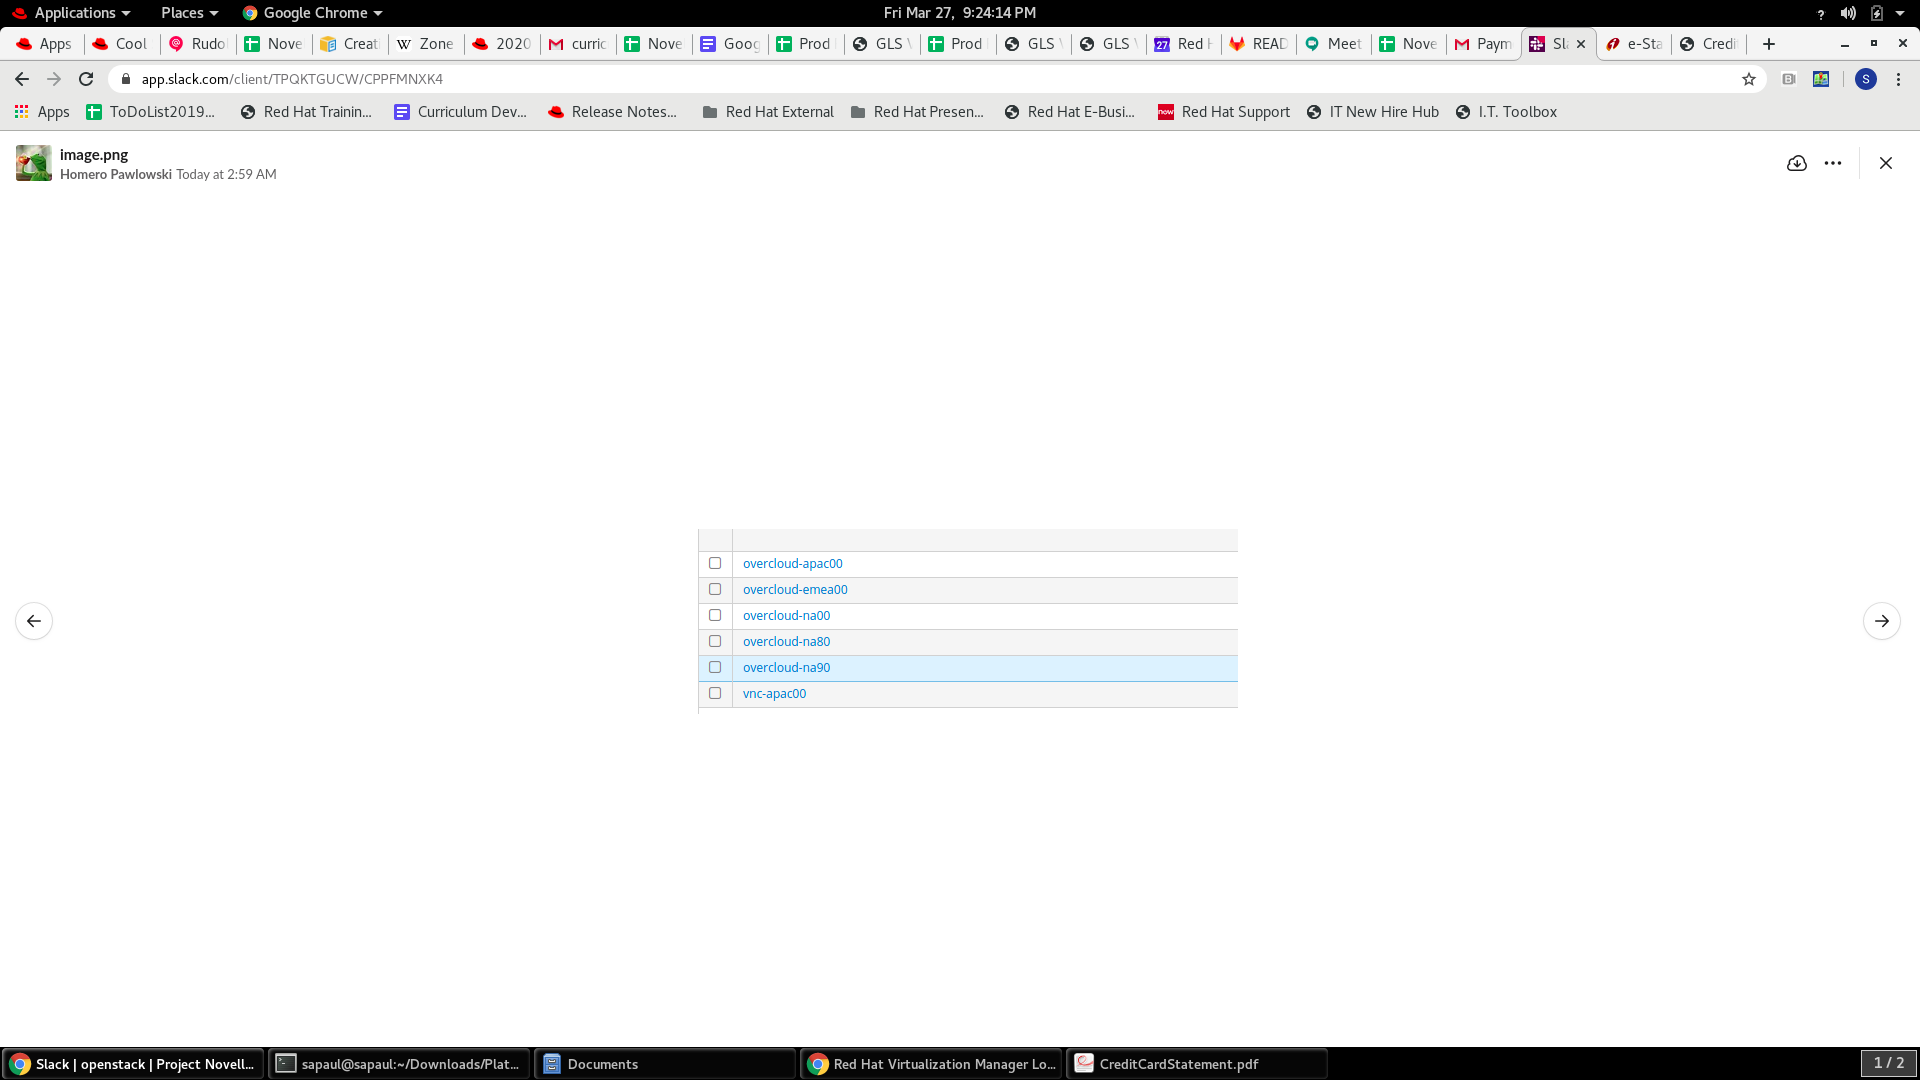 Applications Places Google Chrome Fri Mar 27, 9:24:14 PM ?
Apps Cool Rudo Nove Creat W Zone 2020 curric Nove Goog Prod GLS Prod GLS GLS 27 Red H READ Meet Nove Paym Sla e-Sta Credi
app.slack.com/client/TPQKTGUCW/CPPFMNXK4 S
Apps ToDoList2019... Red Hat Trainin... Curriculum Dev... Release Notes... Red Hat External Red Hat Presen... Red Hat E-Busi... now Red Hat Support IT New Hire Hub I.T. Toolbox
image.png
Homero Pawlowski Today at 2:59 AM
overcloud-apac00
overcloud-emea00
overcloud-na00
overcloud-na80
overcloud-na90
vnc-apac00
Slack | openstack | Project Novell... sapaul@sapaul:~/Downloads/Plat... Documents Red Hat Virtualization Manager Lo... CreditCardStatement.pdf 1 / 2